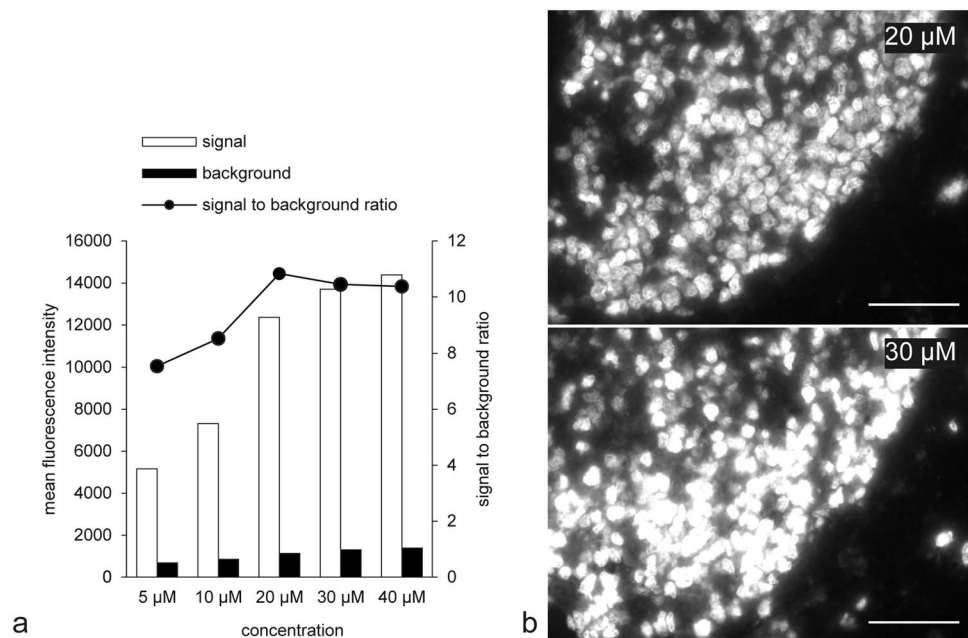 signal
background
signal to background ratio
16000
14000
12000
10000
8000
6000
4000
2000
0
mean fluorescence intensity
12
10
8
6
4
2
0
signal to background ratio
5 µM 10 µM 20 µM 30 µM 40 µM
concentration
a
20 µM
30 µM
b